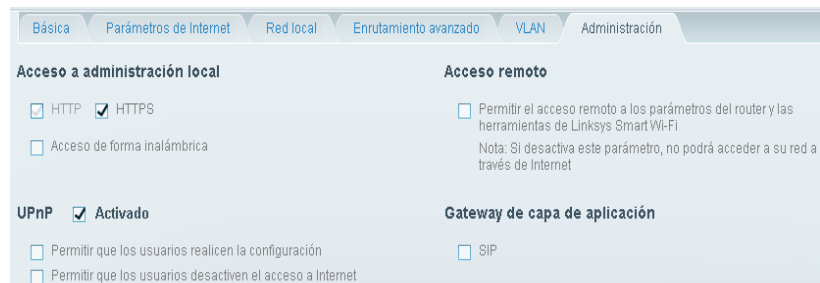 Básica Parámetros de Internet Red local Enrutamiento avanzado VLAN Administración
Acceso a administración local
HTTP HTTPS
Acceso de forma inalámbrica
Acceso remoto
Permitir el acceso remoto a los parámetros del router y las
herramientas de Linksys Smart Wi-Fi
Nota: Si desactiva este parámetro, no podrá acceder a su red a
través de Internet
UPnP Activado
Permitir que los usuarios realicen la configuración
Permitir que los usuarios desactiven el acceso a Internet
Gateway de capa de aplicación
SIP